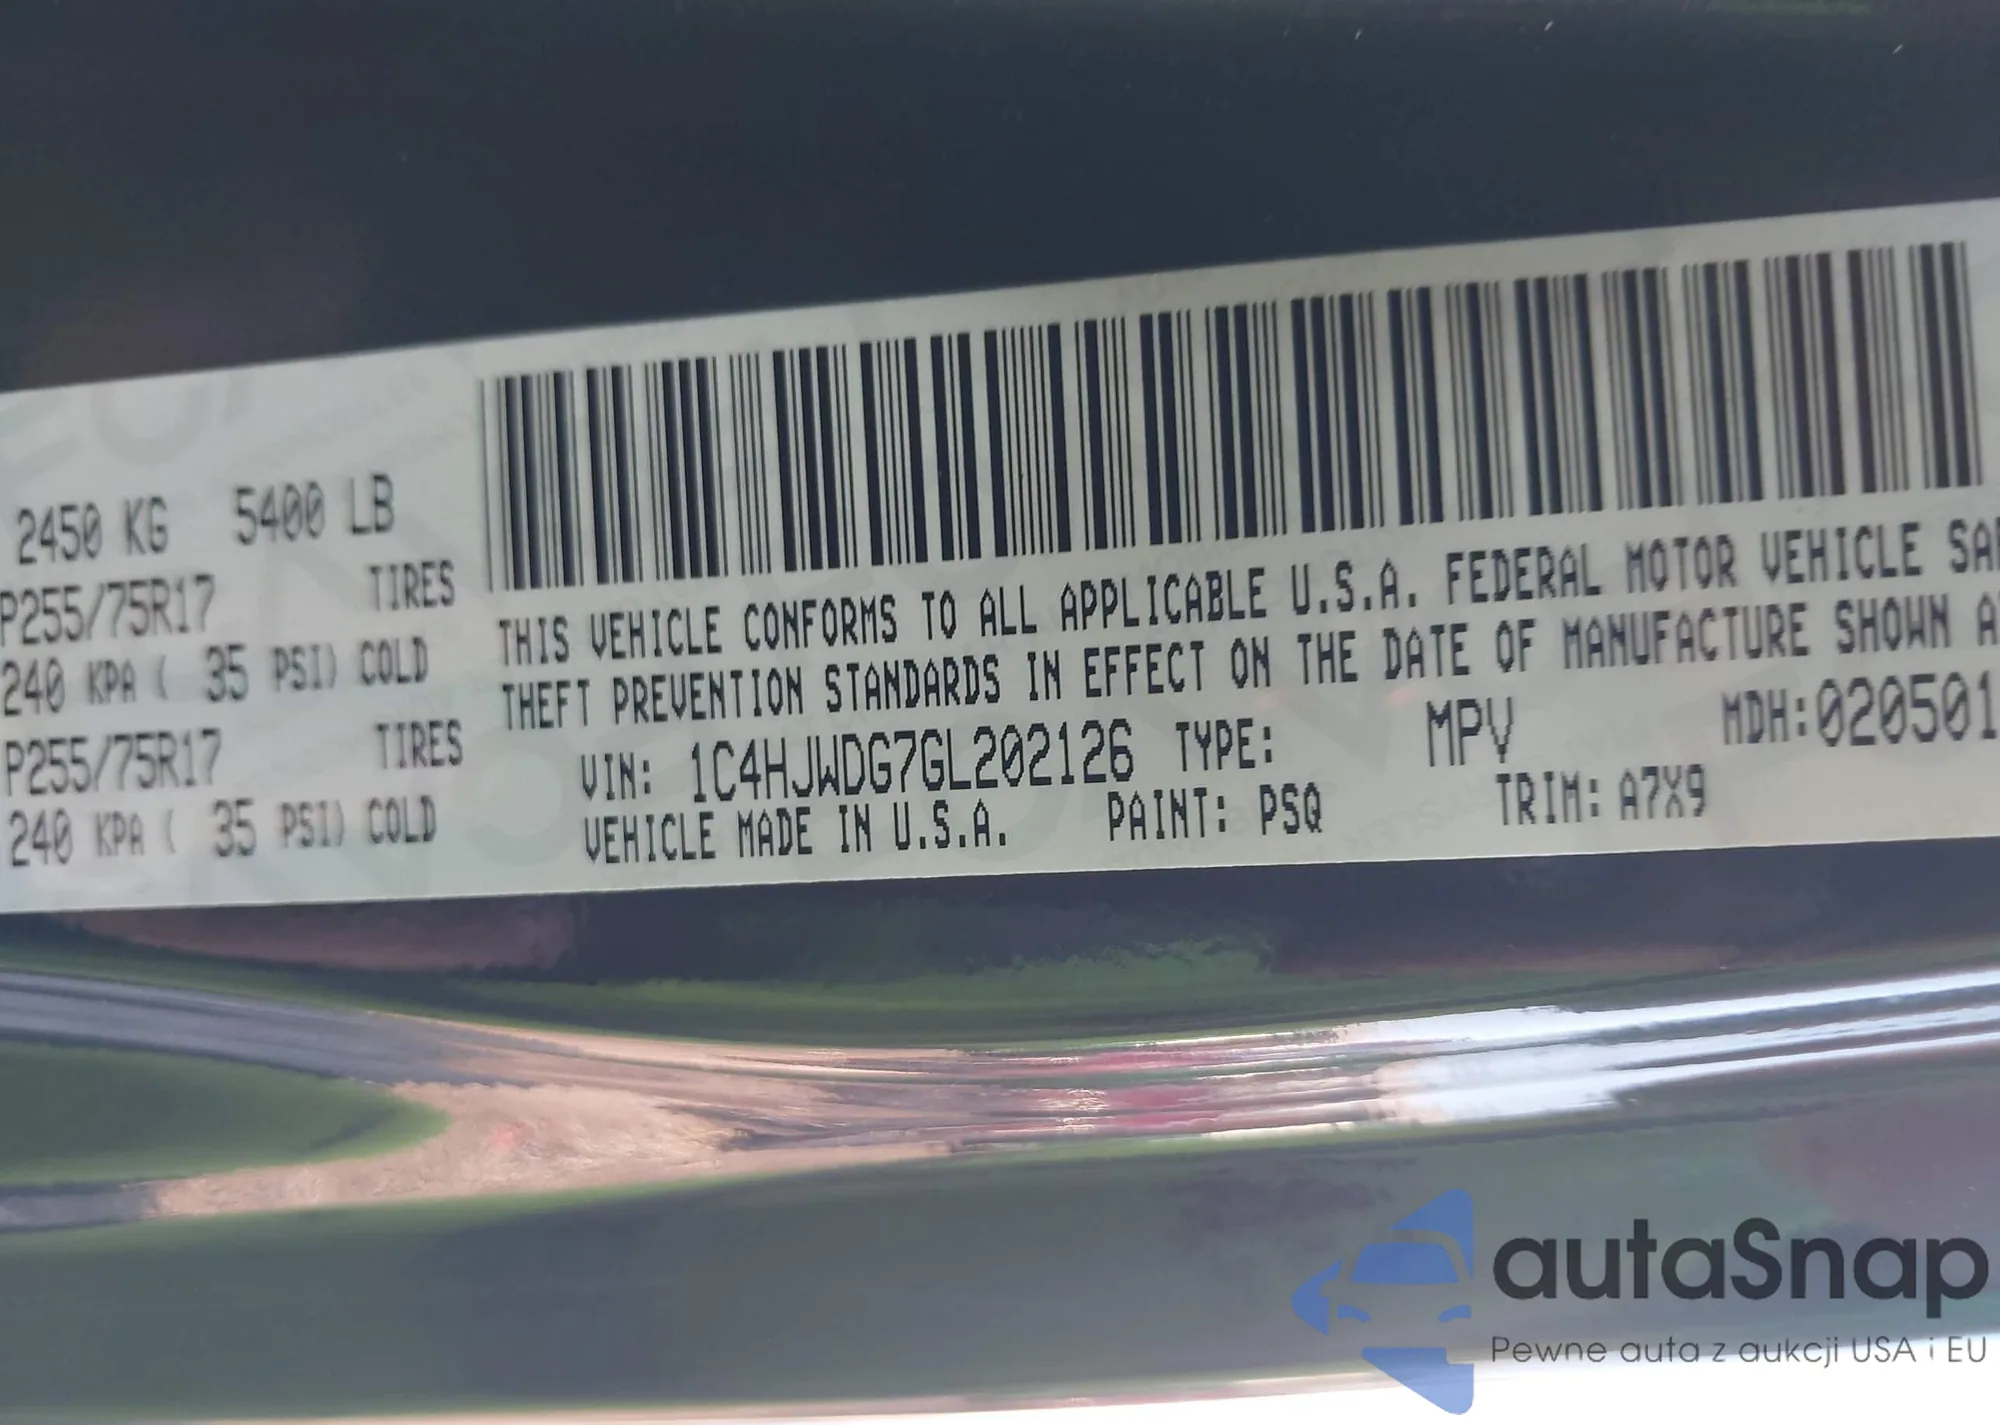 2450 KG 5400 LB
P255/75R17 TIRES
240 KPA ( 35 PSI) COLD
P255/75R17 TIRES
240 KPA ( 35 PSI) COLD
THIS VEHICLE CONFORMS TO ALL APPLICABLE U.S.A. FEDERAL MOTOR VEHICLE SA
THEFT PREVENTION STANDARDS IN EFFECT ON THE DATE OF MANUFACTURE SHOWN A
VIN: 1C4HJWDG7GL202126 TYPE: MPV MDH:020501
VEHICLE MADE IN U.S.A. PAINT: PSQ TRIM: A7X9
autaSnap
Pewne auta z aukcji USA i EU